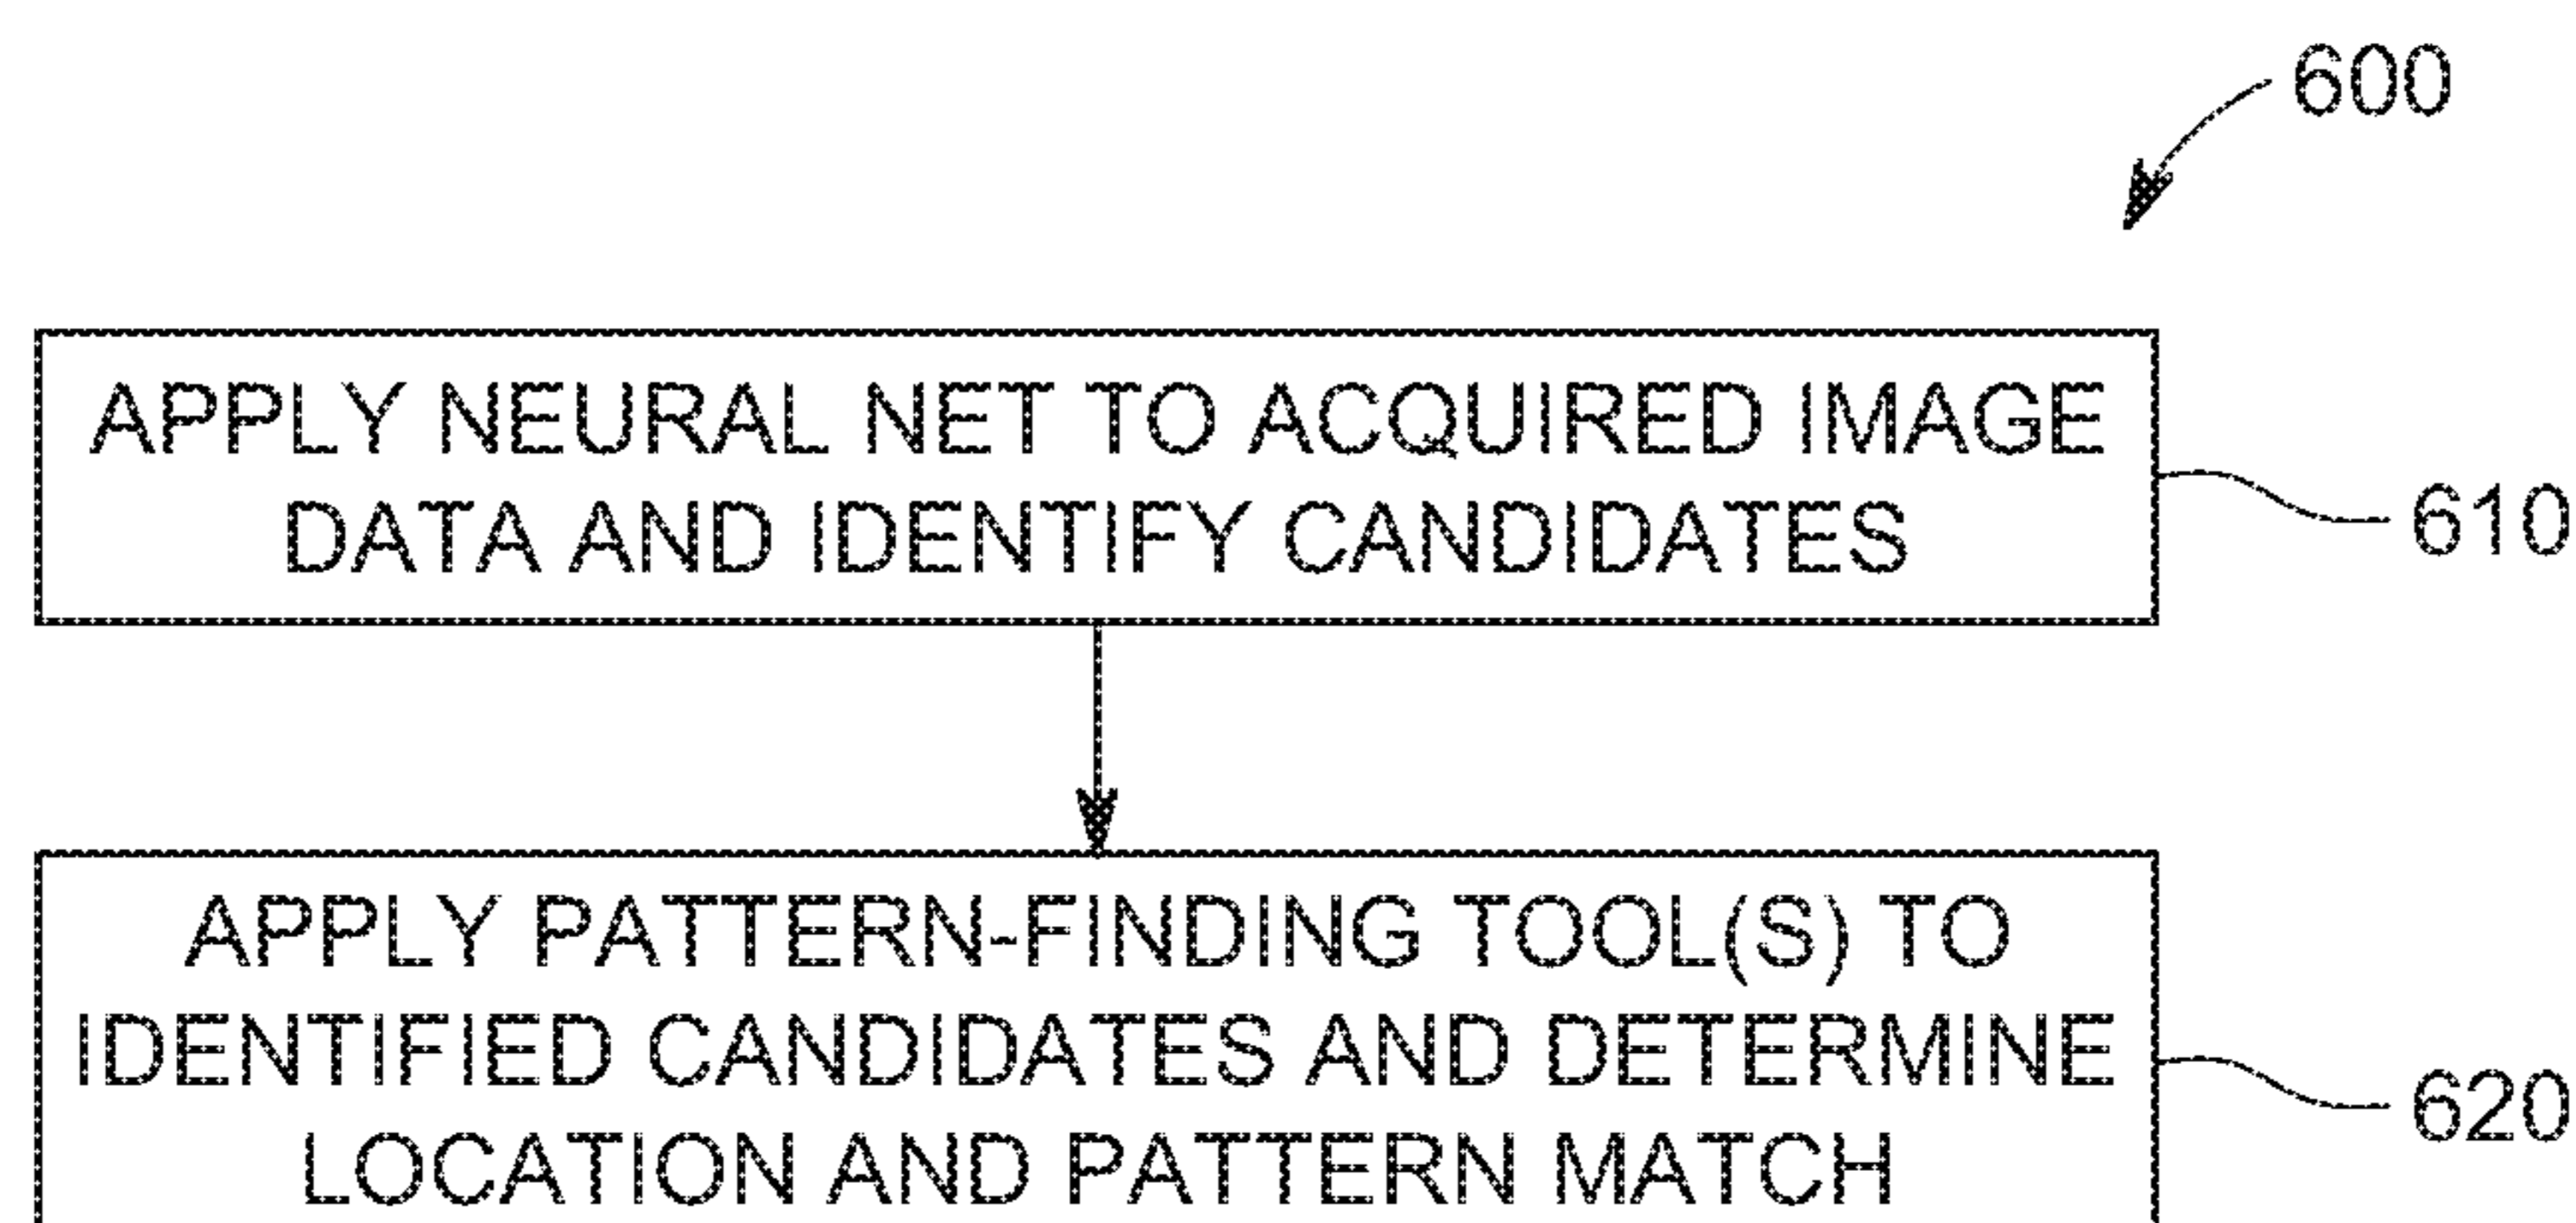 600
APPLY NEURAL NET TO ACQUIRED IMAGE
DATA AND IDENTIFY CANDIDATES
610
APPLY PATTERN-FINDING TOOL(S) TO
IDENTIFIED CANDIDATES AND DETERMINE
LOCATION AND PATTERN MATCH
620